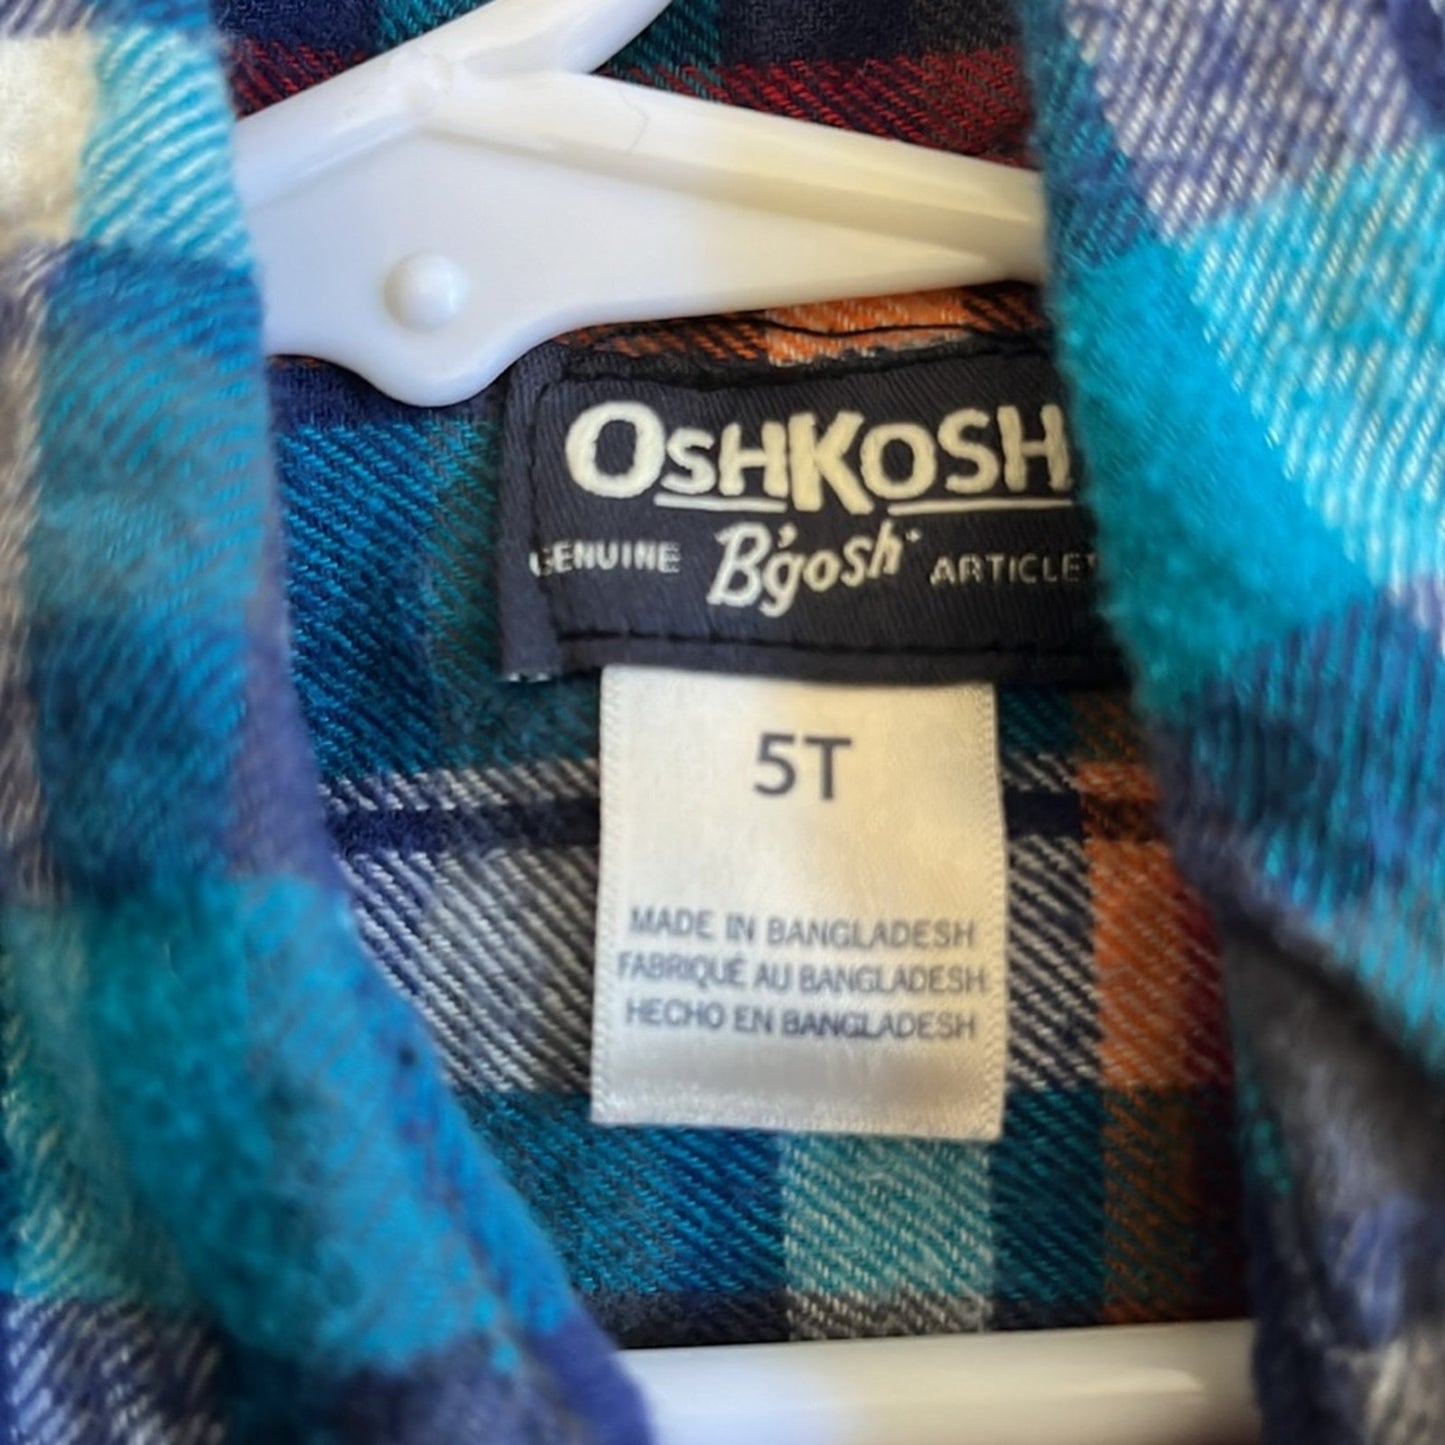 OSHKOSH
GENUINE B'gosh ARTICLE
5T
MADE IN BANGLADESH
FABRIQUÉ AU BANGLADESH
HECHO EN BANGLADESH